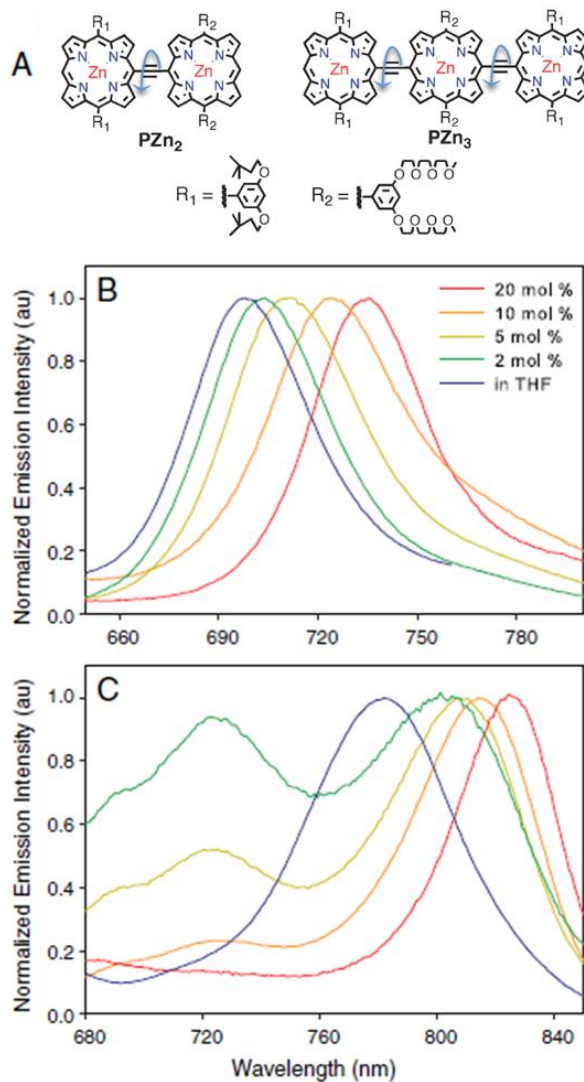 A
R1 R2 R1 R2 R1
N N N N N N N N N N
Zn Zn Zn Zn Zn
N N N N N N N N N N
R1 R2 R1 R2 R1
PZn2 PZn3
R1 = O O
R2 = O O O O
O O O O
B
20 mol %
10 mol %
5 mol %
2 mol %
in THF
Normalized Emission Intensity (au)
1.0
0.8
0.6
0.4
0.2
0.0
660 690 720 750 780
C
Normalized Emission Intensity (au)
1.0
0.8
0.6
0.4
0.2
0.0
680 720 760 800 840
Wavelength (nm)